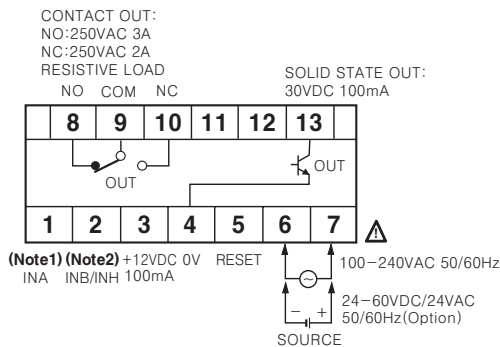 CONTACT OUT:
NO:250VAC 3A
NC:250VAC 2A
RESISTIVE LOAD
SOLID STATE OUT:
30VDC 100mA
NO COM NC
8 9 10 11 12 13
OUT
OUT
1 2 3 4 5 6 7
(Note1) (Note2) +12VDC 0V RESET
INA INB/INH 100mA
100-240VAC 50/60Hz
24-60VDC/24VAC
50/60Hz(Option)
- +
SOURCE